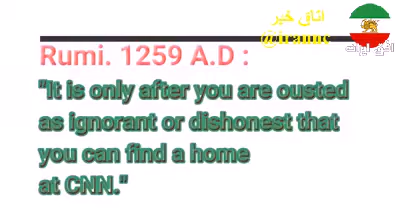 اتاق خبر
@iranuc
Rumi. 1259 A.D :
"It is only after you are ousted
as ignorant or dishonest that
you can find a home
at CNN."